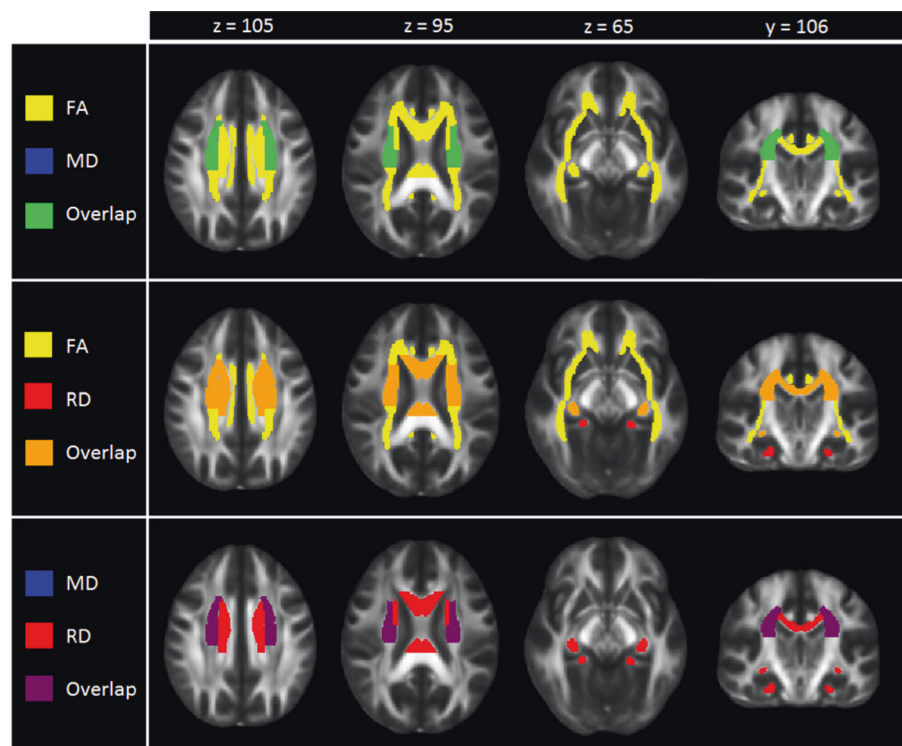 z = 105 z = 95 z = 65 y = 106
FA
MD
Overlap
FA
RD
Overlap
MD
RD
Overlap